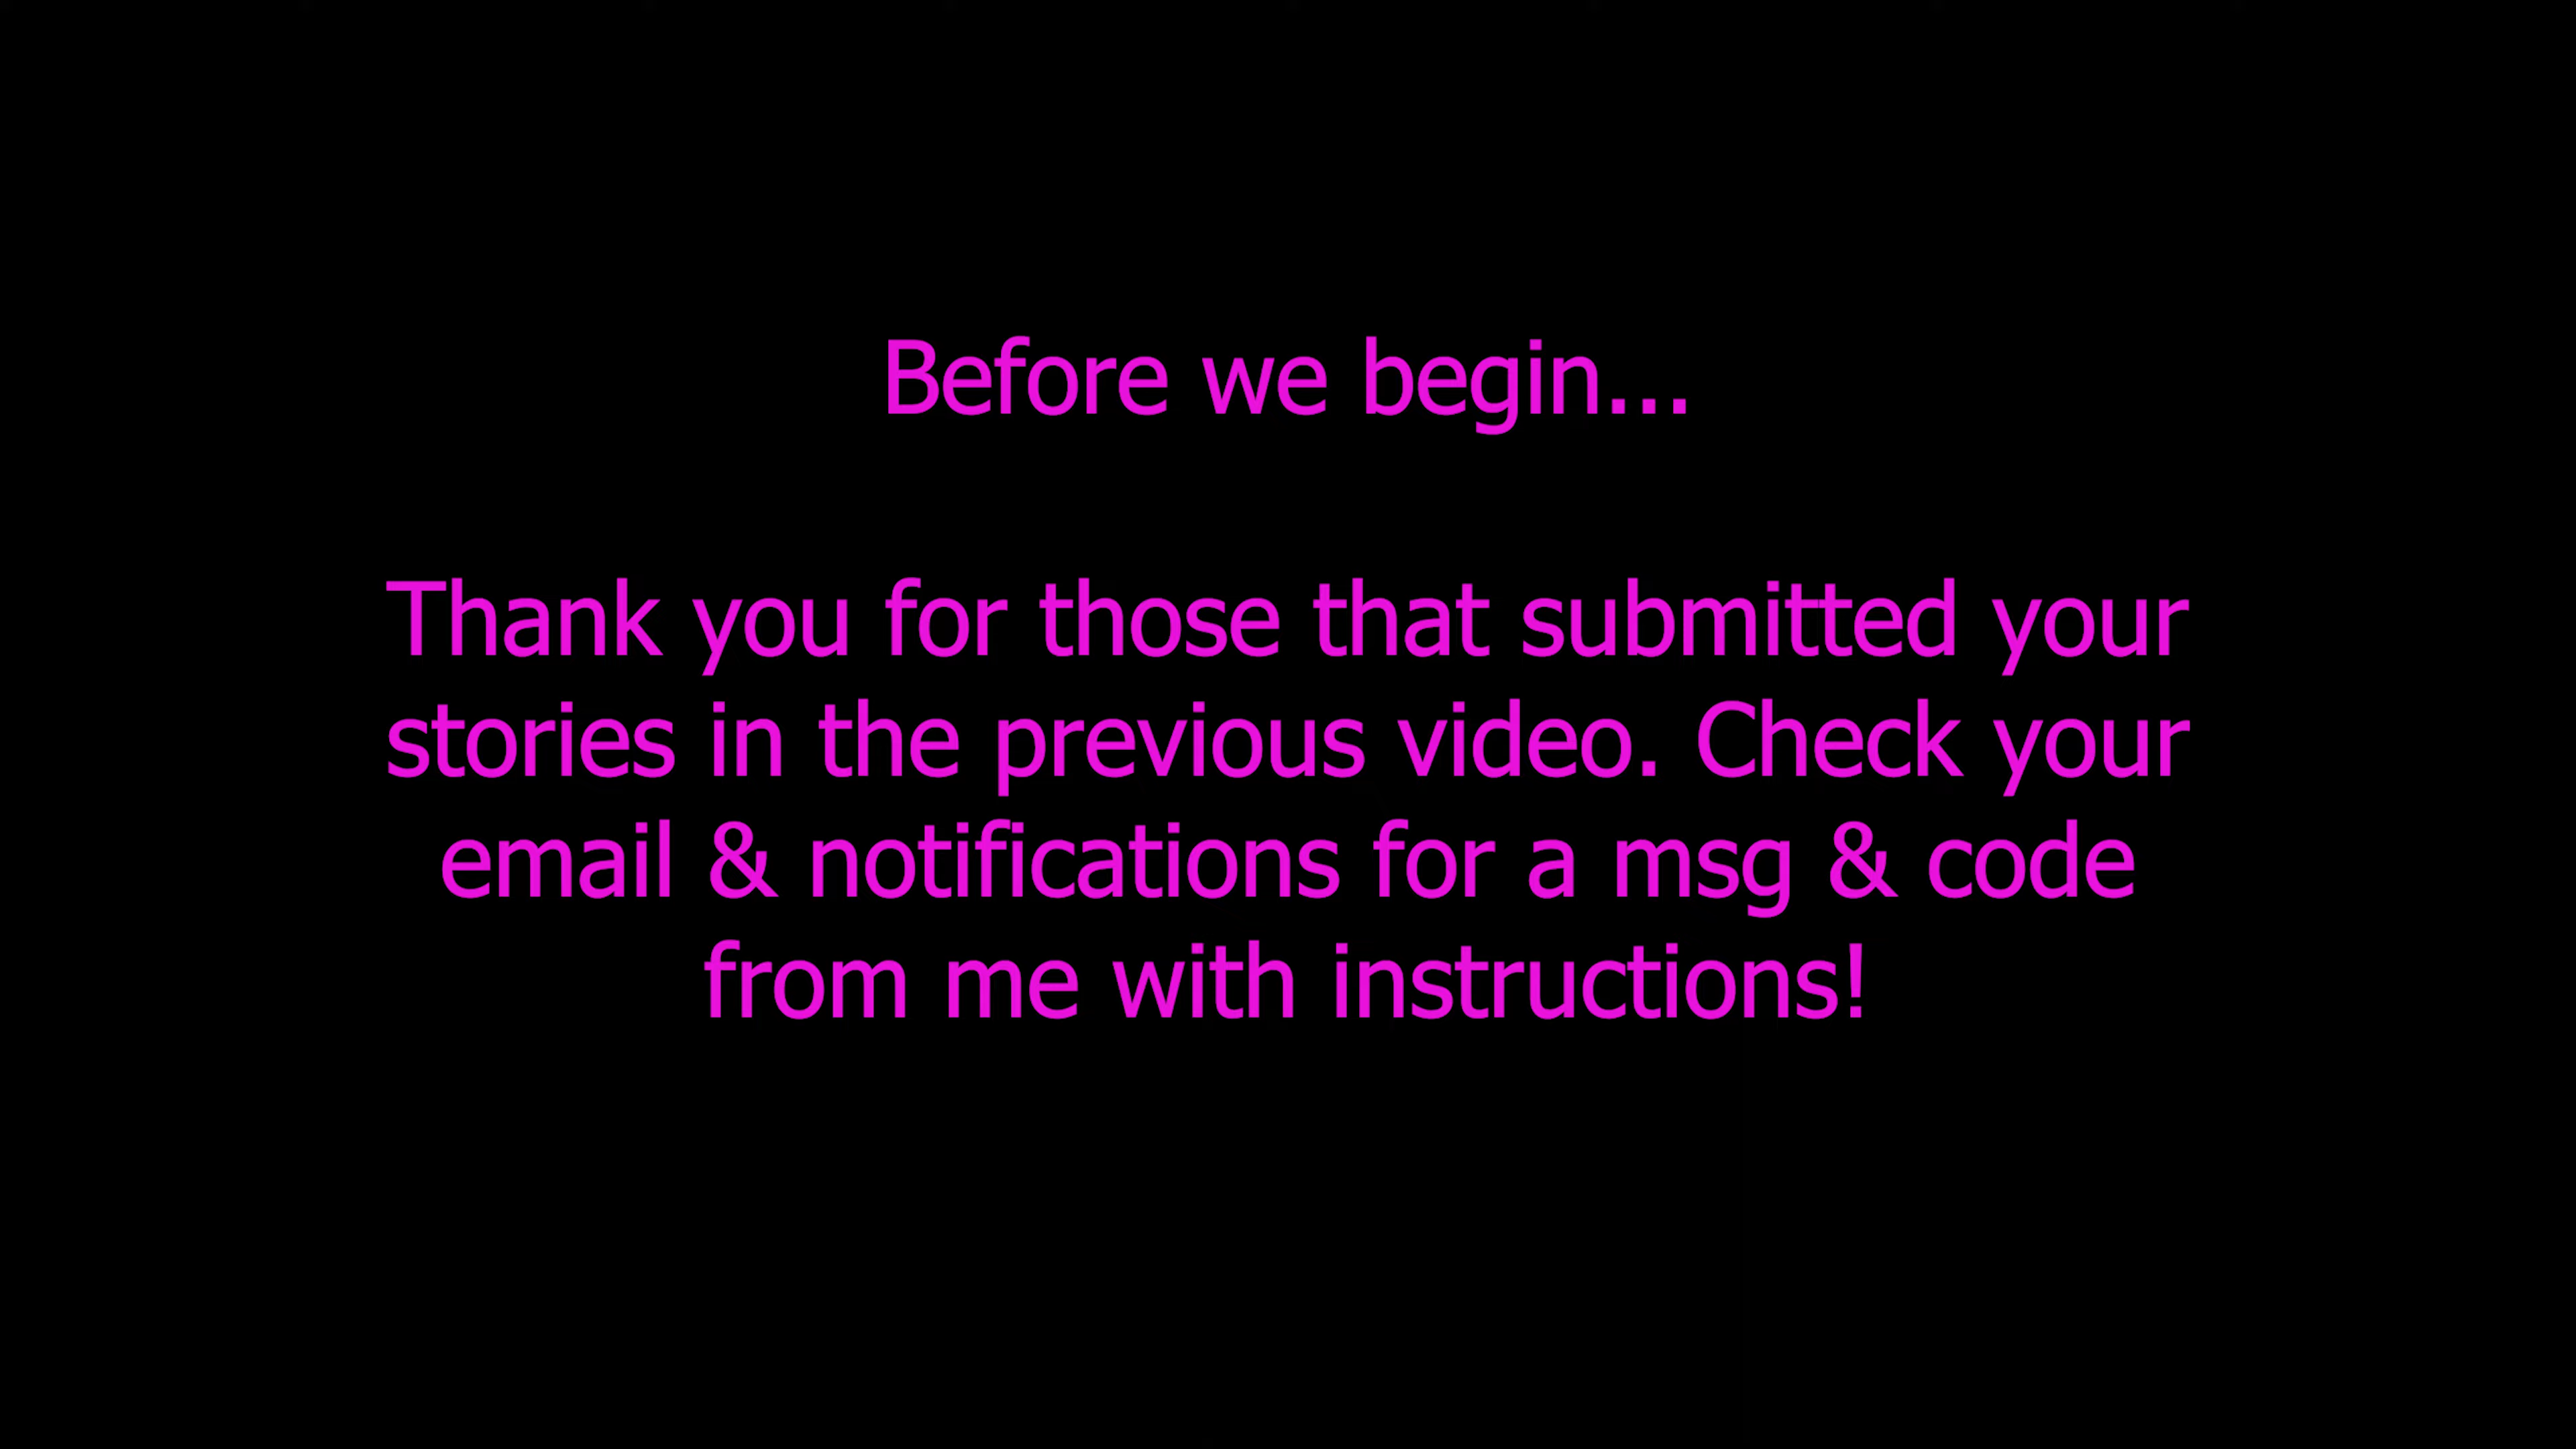 Before we begin...
Thank you for those that submitted your
stories in the previous video. Check your
email & notifications for a msg & code
from me with instructions!